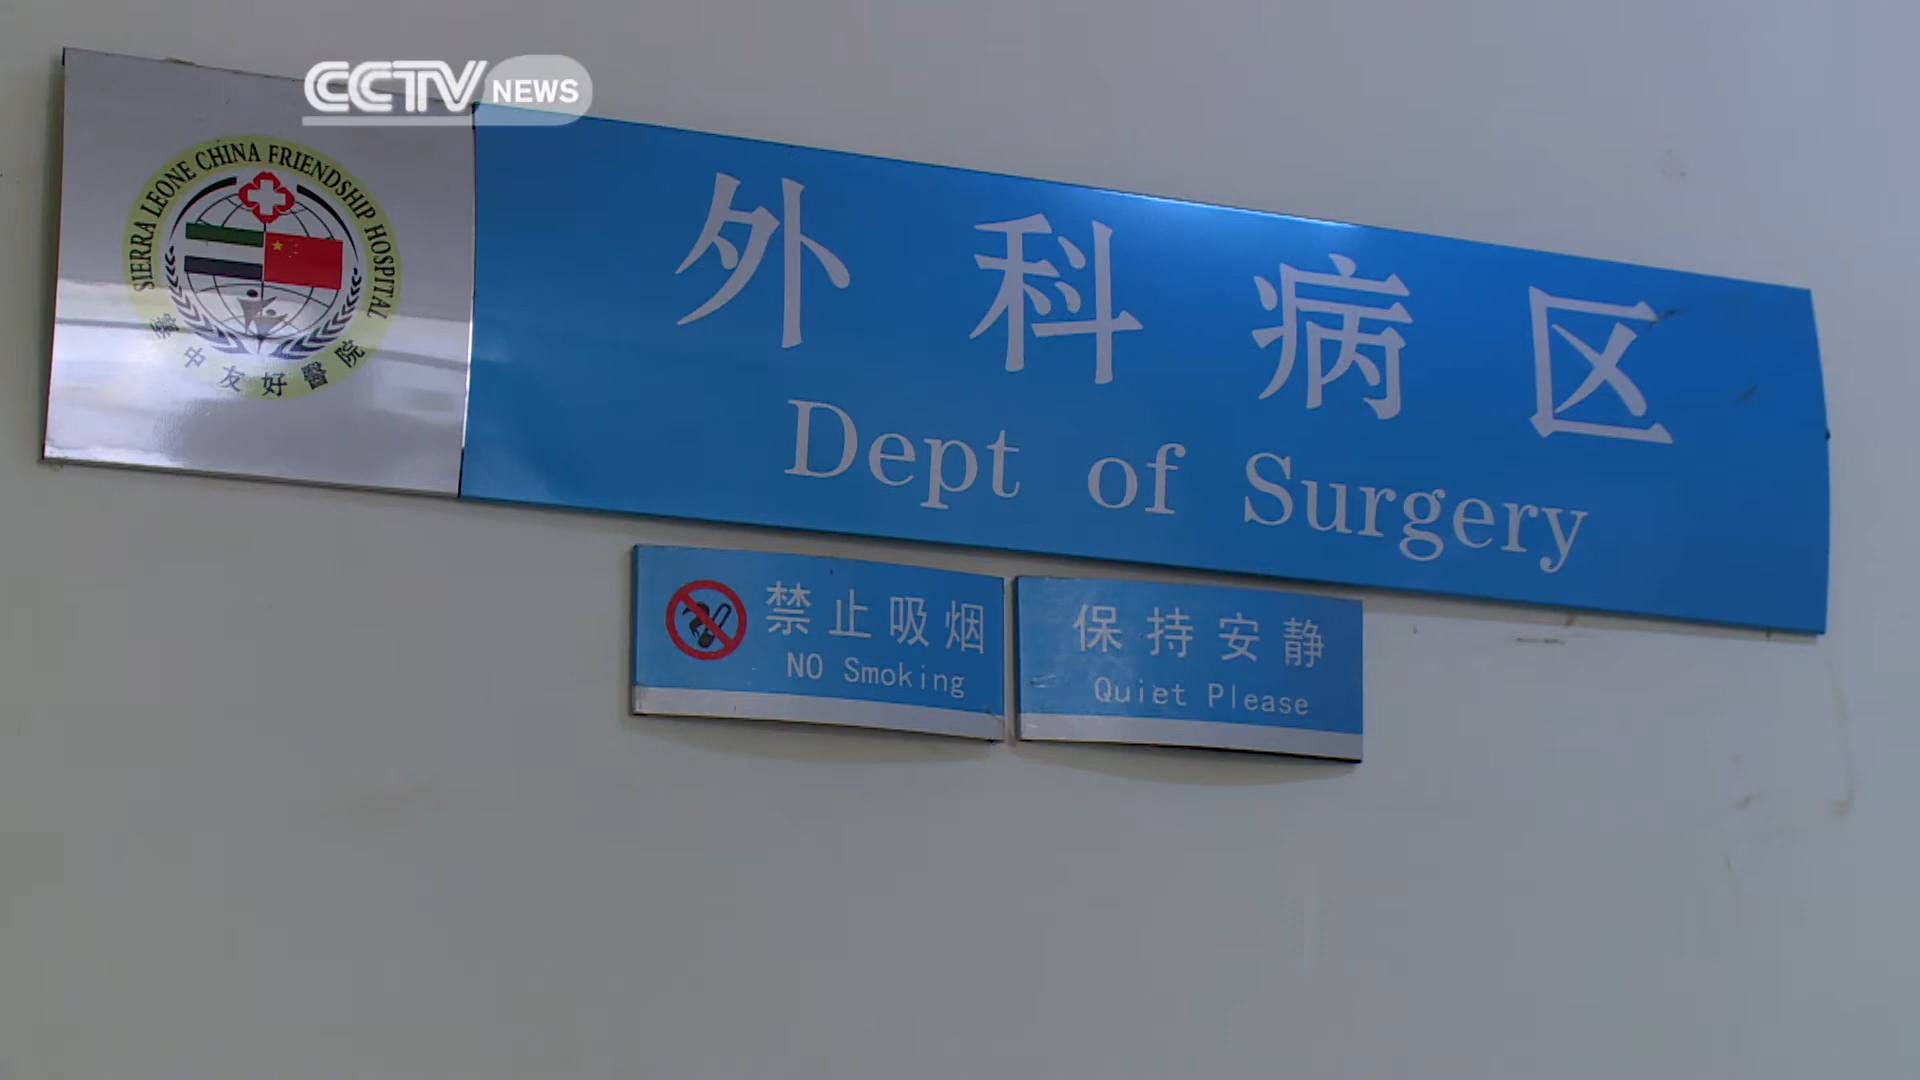 CCTV NEWS
SIERRA LEONE CHINA FRIENDSHIP HOSPITAL
中友好醫院
外科病区
Dept of Surgery
禁止吸烟
NO Smoking
保持安静
Quiet Please